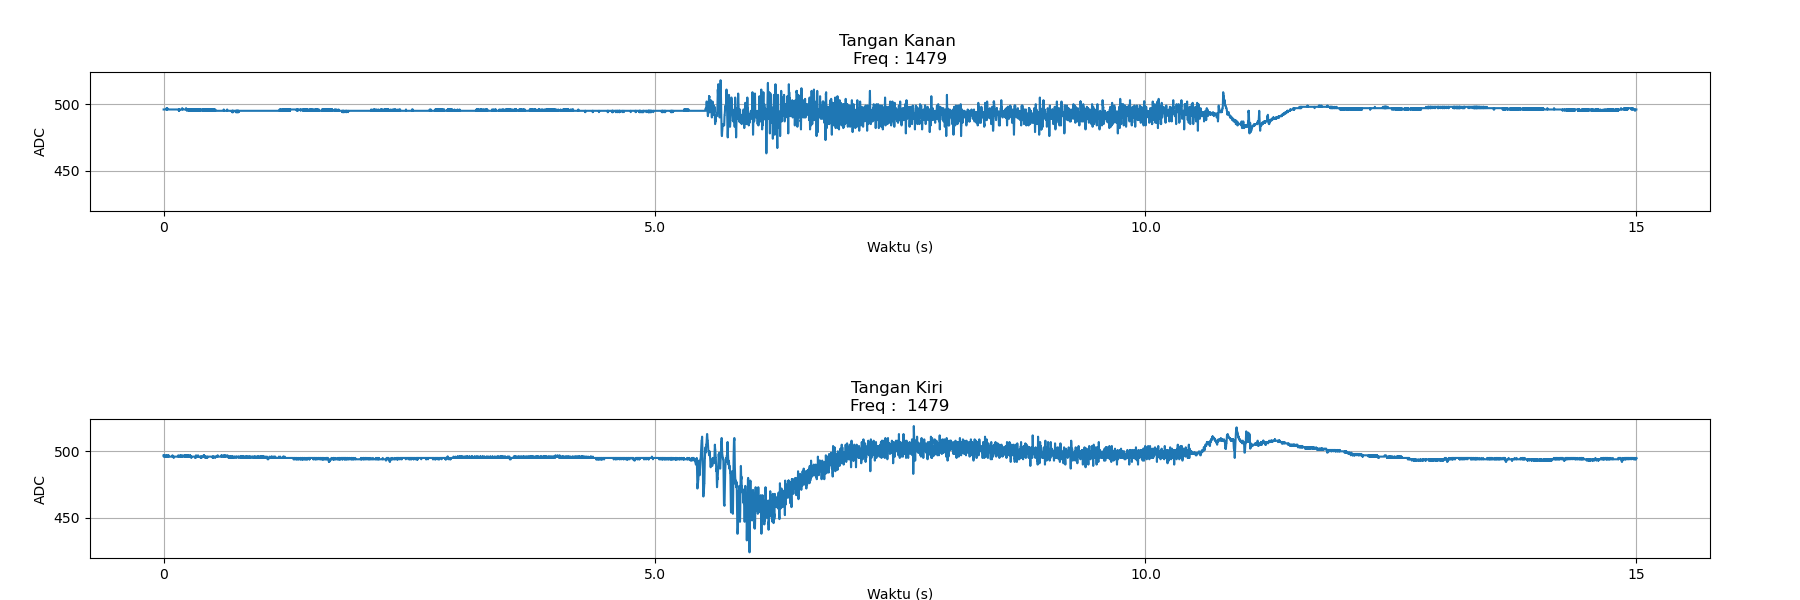 Tangan Kanan
Freq : 1479
500
450
ADC
0 5.0 10.0 15
Waktu (s)
Tangan Kiri
Freq :  1479
500
450
ADC
0 5.0 10.0 15
Waktu (s)